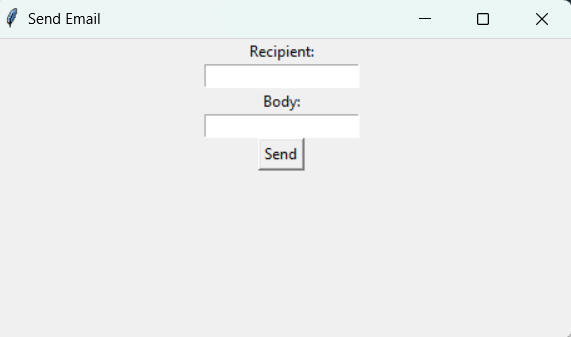 Send Email
Recipient:
Body:
Send